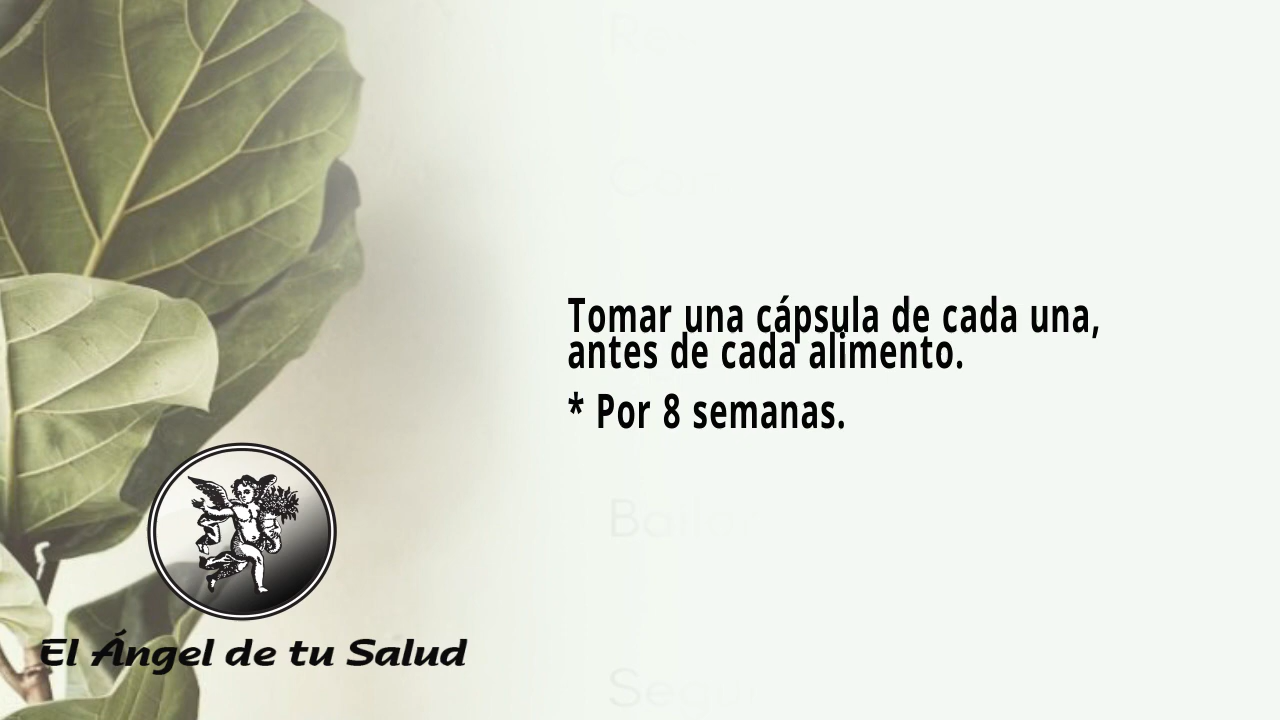 Tomar una cápsula de cada una,
antes de cada alimento.
* Por 8 semanas.
El Ángel de tu Salud